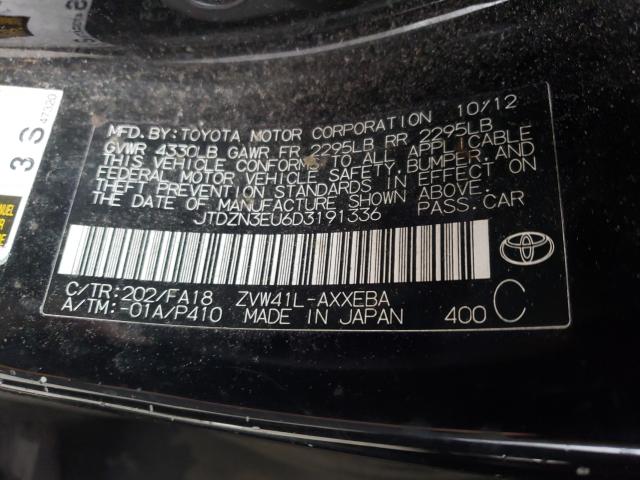 10/12
MFD.BY:TOYOTA MOTOR CORPORATION
GVWR 4330LB GAWR FR 2295LB RR 2295LB
THIS VEHICLE CONFORMS TO ALL APPLICABLE
FEDERAL MOTOR VEHICLE SAFETY,BUMPER,AND
THEFT PREVENTION STANDARDS IN EFFECT ON
THE DATE OF MANUFACTURE SHOWN ABOVE.
JTDZN3EU6D3191336 PASS.CAR
C/TR:202/FA18 ZVW41L-AXXEBA
A/TM:-01A/P410 MADE IN JAPAN 400 C
3 S
47320